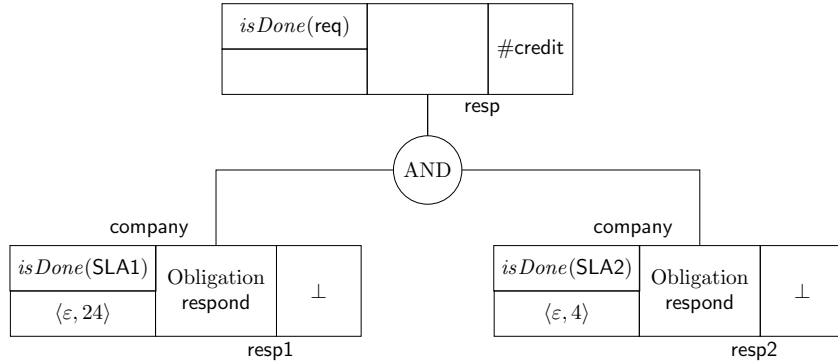 isDone(req)
#credit
resp
AND
company
company
isDone(SLA1)
Obligation
respond
⊥
⟨ε, 24⟩
resp1
isDone(SLA2)
Obligation
respond
⊥
⟨ε, 4⟩
resp2